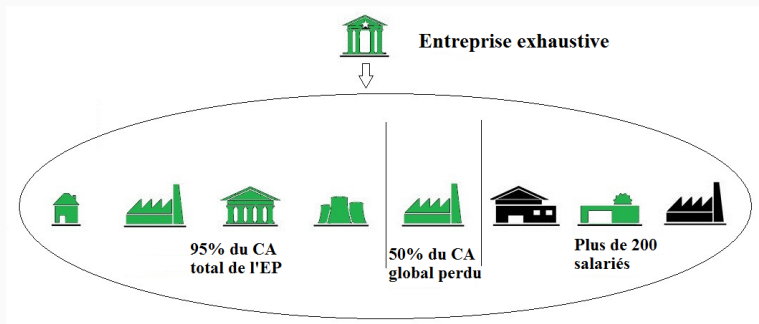 Entreprise exhaustive
95% du CA
total de l'EP
50% du CA
global perdu
Plus de 200
salariés